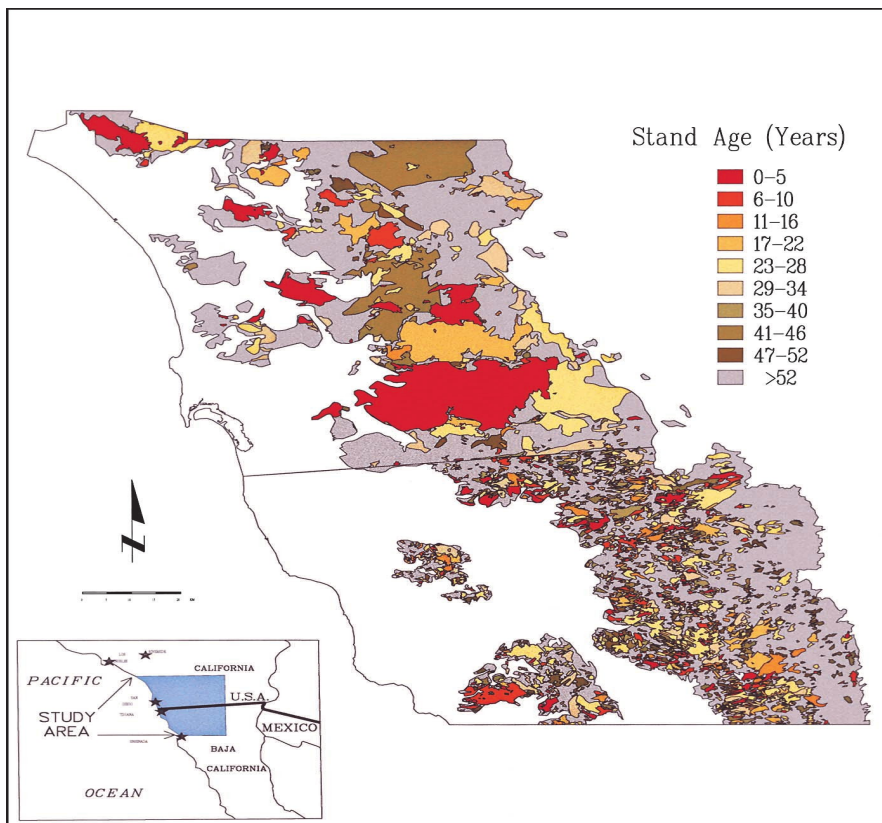 Stand Age (Years)
0–5
6–10
11–16
17–22
23–28
29–34
35–40
41–46
47–52
>52
N
CALIFORNIA
PACIFIC
U.S.A.
STUDY
AREA
MEXICO
BAJA
CALIFORNIA
OCEAN